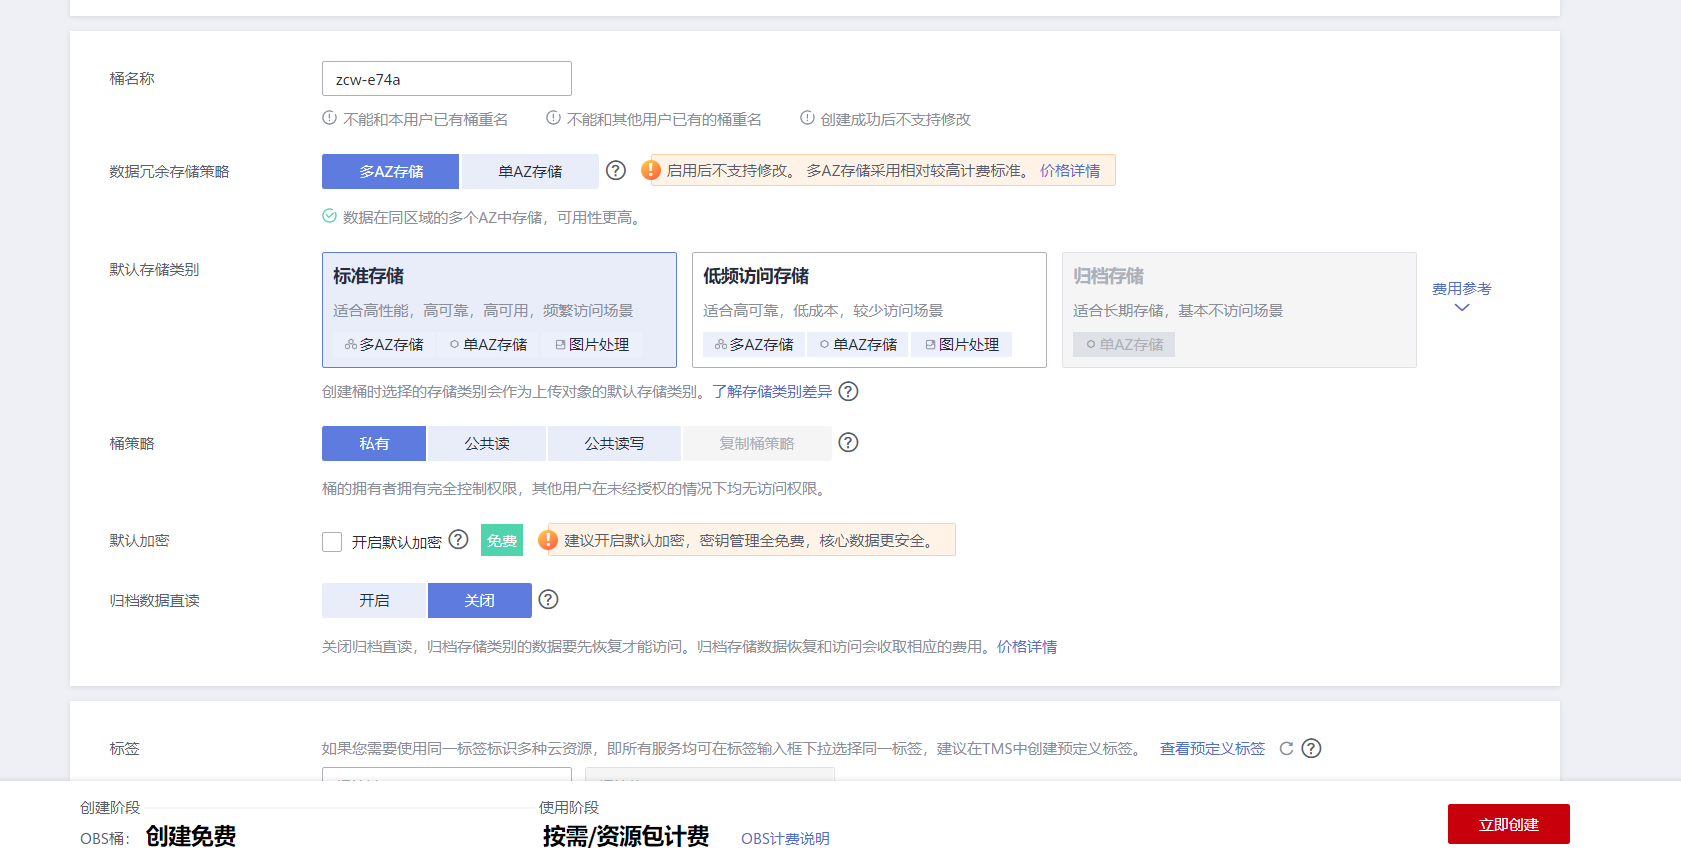 桶名称
zcw-e74a
不能和本用户已有桶重名 不能和其他用户已有的桶重名 创建成功后不支持修改
数据冗余存储策略
多AZ存储 单AZ存储 启用后不支持修改。 多AZ存储采用相对较高计费标准。 价格详情
数据在同区域的多个AZ中存储，可用性更高。
默认存储类别
标准存储
适合高性能，高可靠，高可用，频繁访问场景
多AZ存储 单AZ存储 图片处理
低频访问存储
适合高可靠，低成本，较少访问场景
多AZ存储 单AZ存储 图片处理
归档存储
适合长期存储，基本不访问场景
单AZ存储
费用参考
创建桶时选择的存储类别会作为上传对象的默认存储类别。了解存储类别差异
桶策略
私有 公共读 公共读写 复制桶策略
桶的拥有者拥有完全控制权限，其他用户在未经授权的情况下均无访问权限。
默认加密
开启默认加密 免费 建议开启默认加密，密钥管理全免费，核心数据更安全。
归档数据直读
开启 关闭
关闭归档直读，归档存储类别的数据要先恢复才能访问。归档存储数据恢复和访问会收取相应的费用。价格详情
标签
如果您需要使用同一标签标识多种云资源，即所有服务均可在标签输入框下拉选择同一标签，建议在TMS中创建预定义标签。 查看预定义标签
创建阶段 使用阶段
OBS桶： 创建免费 按需/资源包计费 OBS计费说明
立即创建